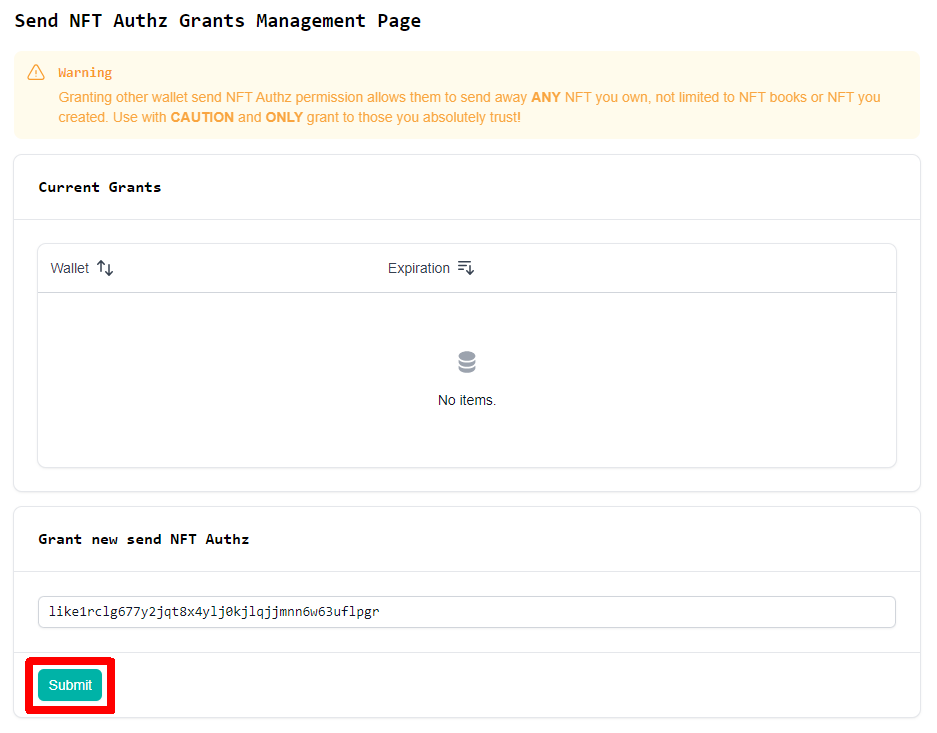 Send NFT Authz Grants Management Page
Warning
Granting other wallet send NFT Authz permission allows them to send away ANY NFT you own, not limited to NFT books or NFT you
created. Use with CAUTION and ONLY grant to those you absolutely trust!
Current Grants
Wallet Expiration
No items.
Grant new send NFT Authz
like1rclg677y2jqt8x4ylj0kjlqjjmnn6w63uflpgr
Submit